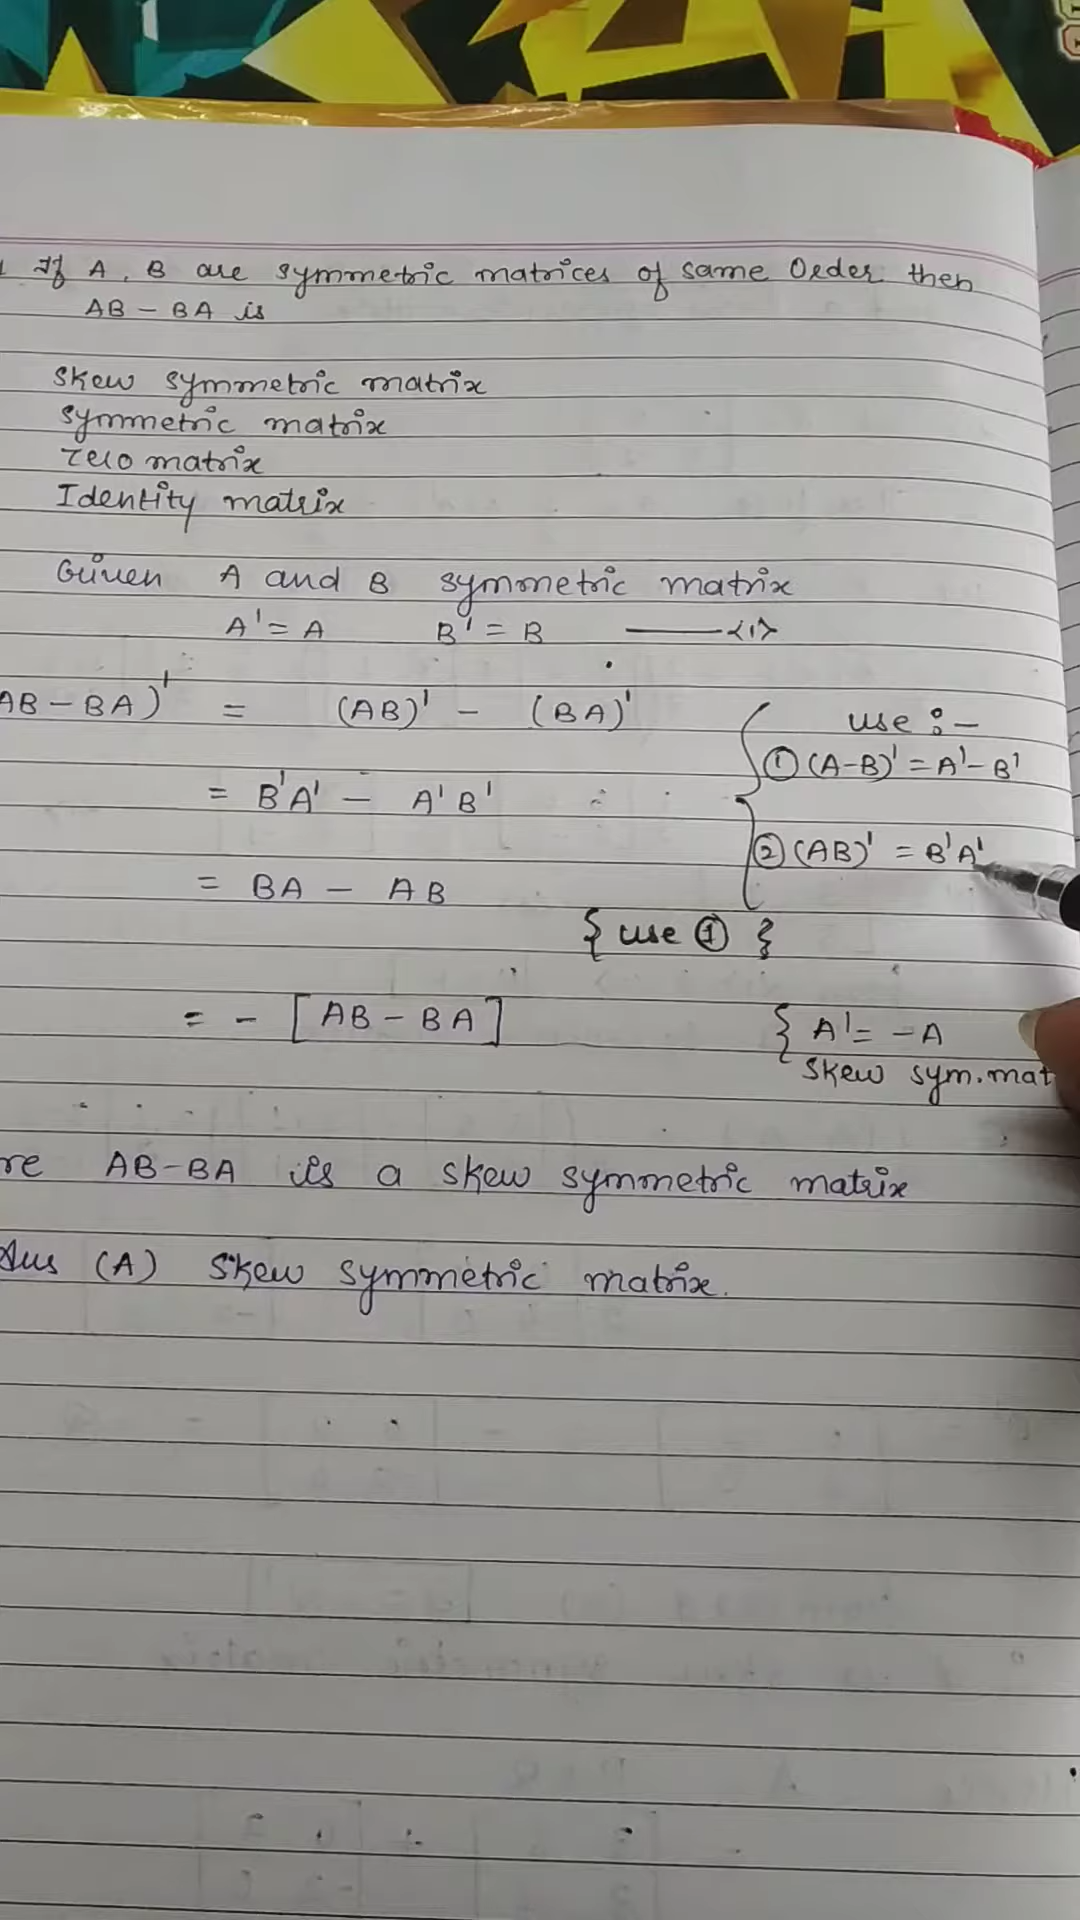 If A, B are symmetric matrices of same Order then
AB - BA is
Skew symmetric matrix
symmetric matrix
zero matrix
Identity matrix
Given A and B symmetric matrix
A' = A B' = B ——<1>
AB - BA)' = (AB)' - (BA)'
use :-
① (A-B)' = A' - B'
= B'A' - A'B'
② (AB)' = B'A'
= BA - AB
{ use ① }
= - [AB - BA]
{ A' = -A
Skew sym. mat
re AB-BA is a skew symmetric matrix
Ans (A) Skew symmetric matrix.